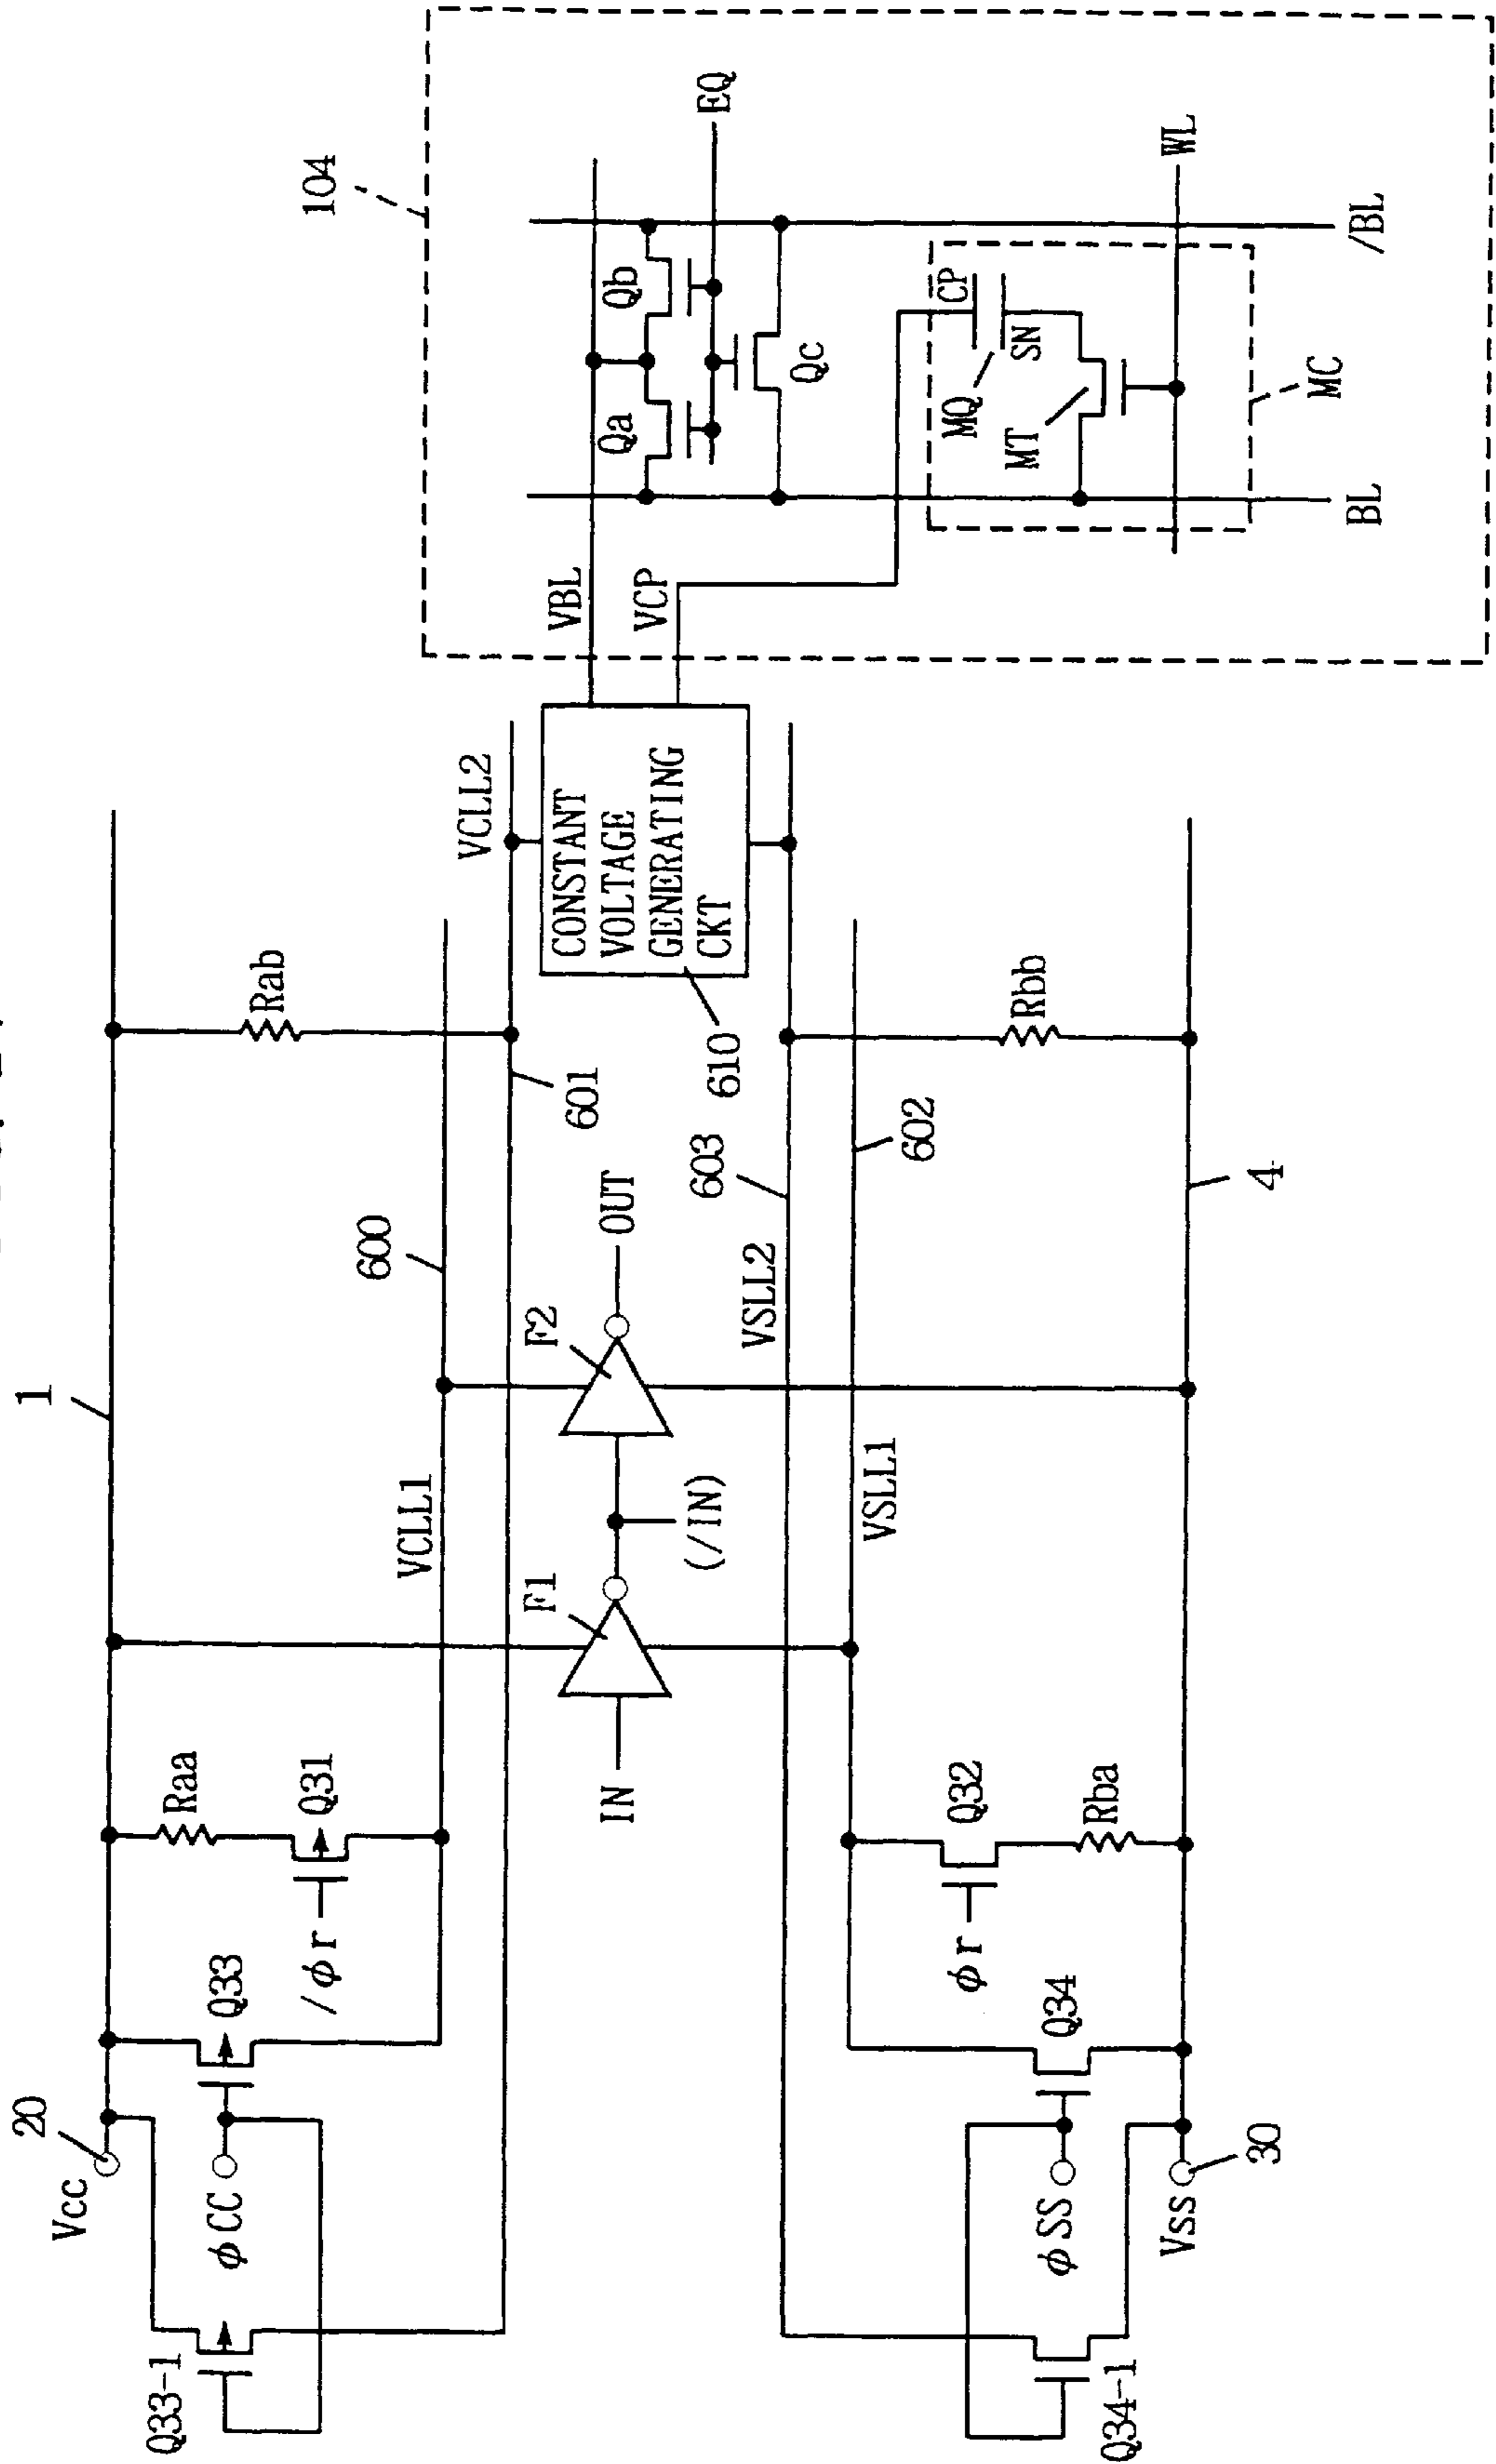 1
Vcc
20
Q33-1
φCC
Q33
Raa
Q31
/φr
VCLL1
600
Rab
601
VCLL2
IN
F1
(/IN)
F2
OUT
CONSTANT
VOLTAGE
GENERATING
CKT
610
VSLL2
603
VSLL1
602
Q32
φr
Rba
Rbb
Q34
φSS
Vss
30
Q34-1
4
104
VBL
VCP
Qa
Qb
Qc
EQ
CP
SN
MQ
MT
MC
WL
BL
/BL